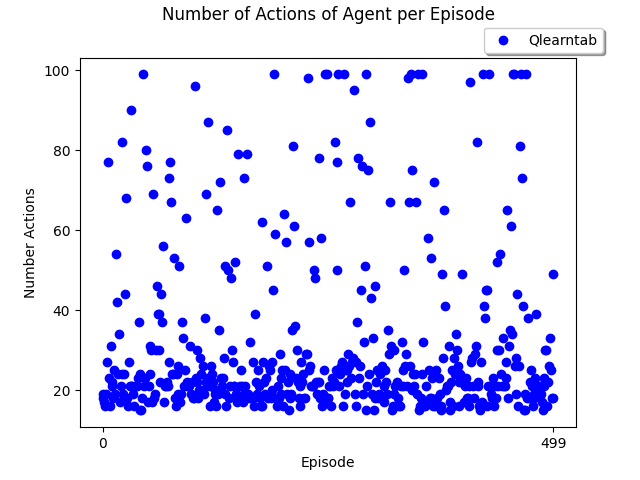 Number of Actions of Agent per Episode
Qlearntab
100
80
60
40
20
Number Actions
0
499
Episode